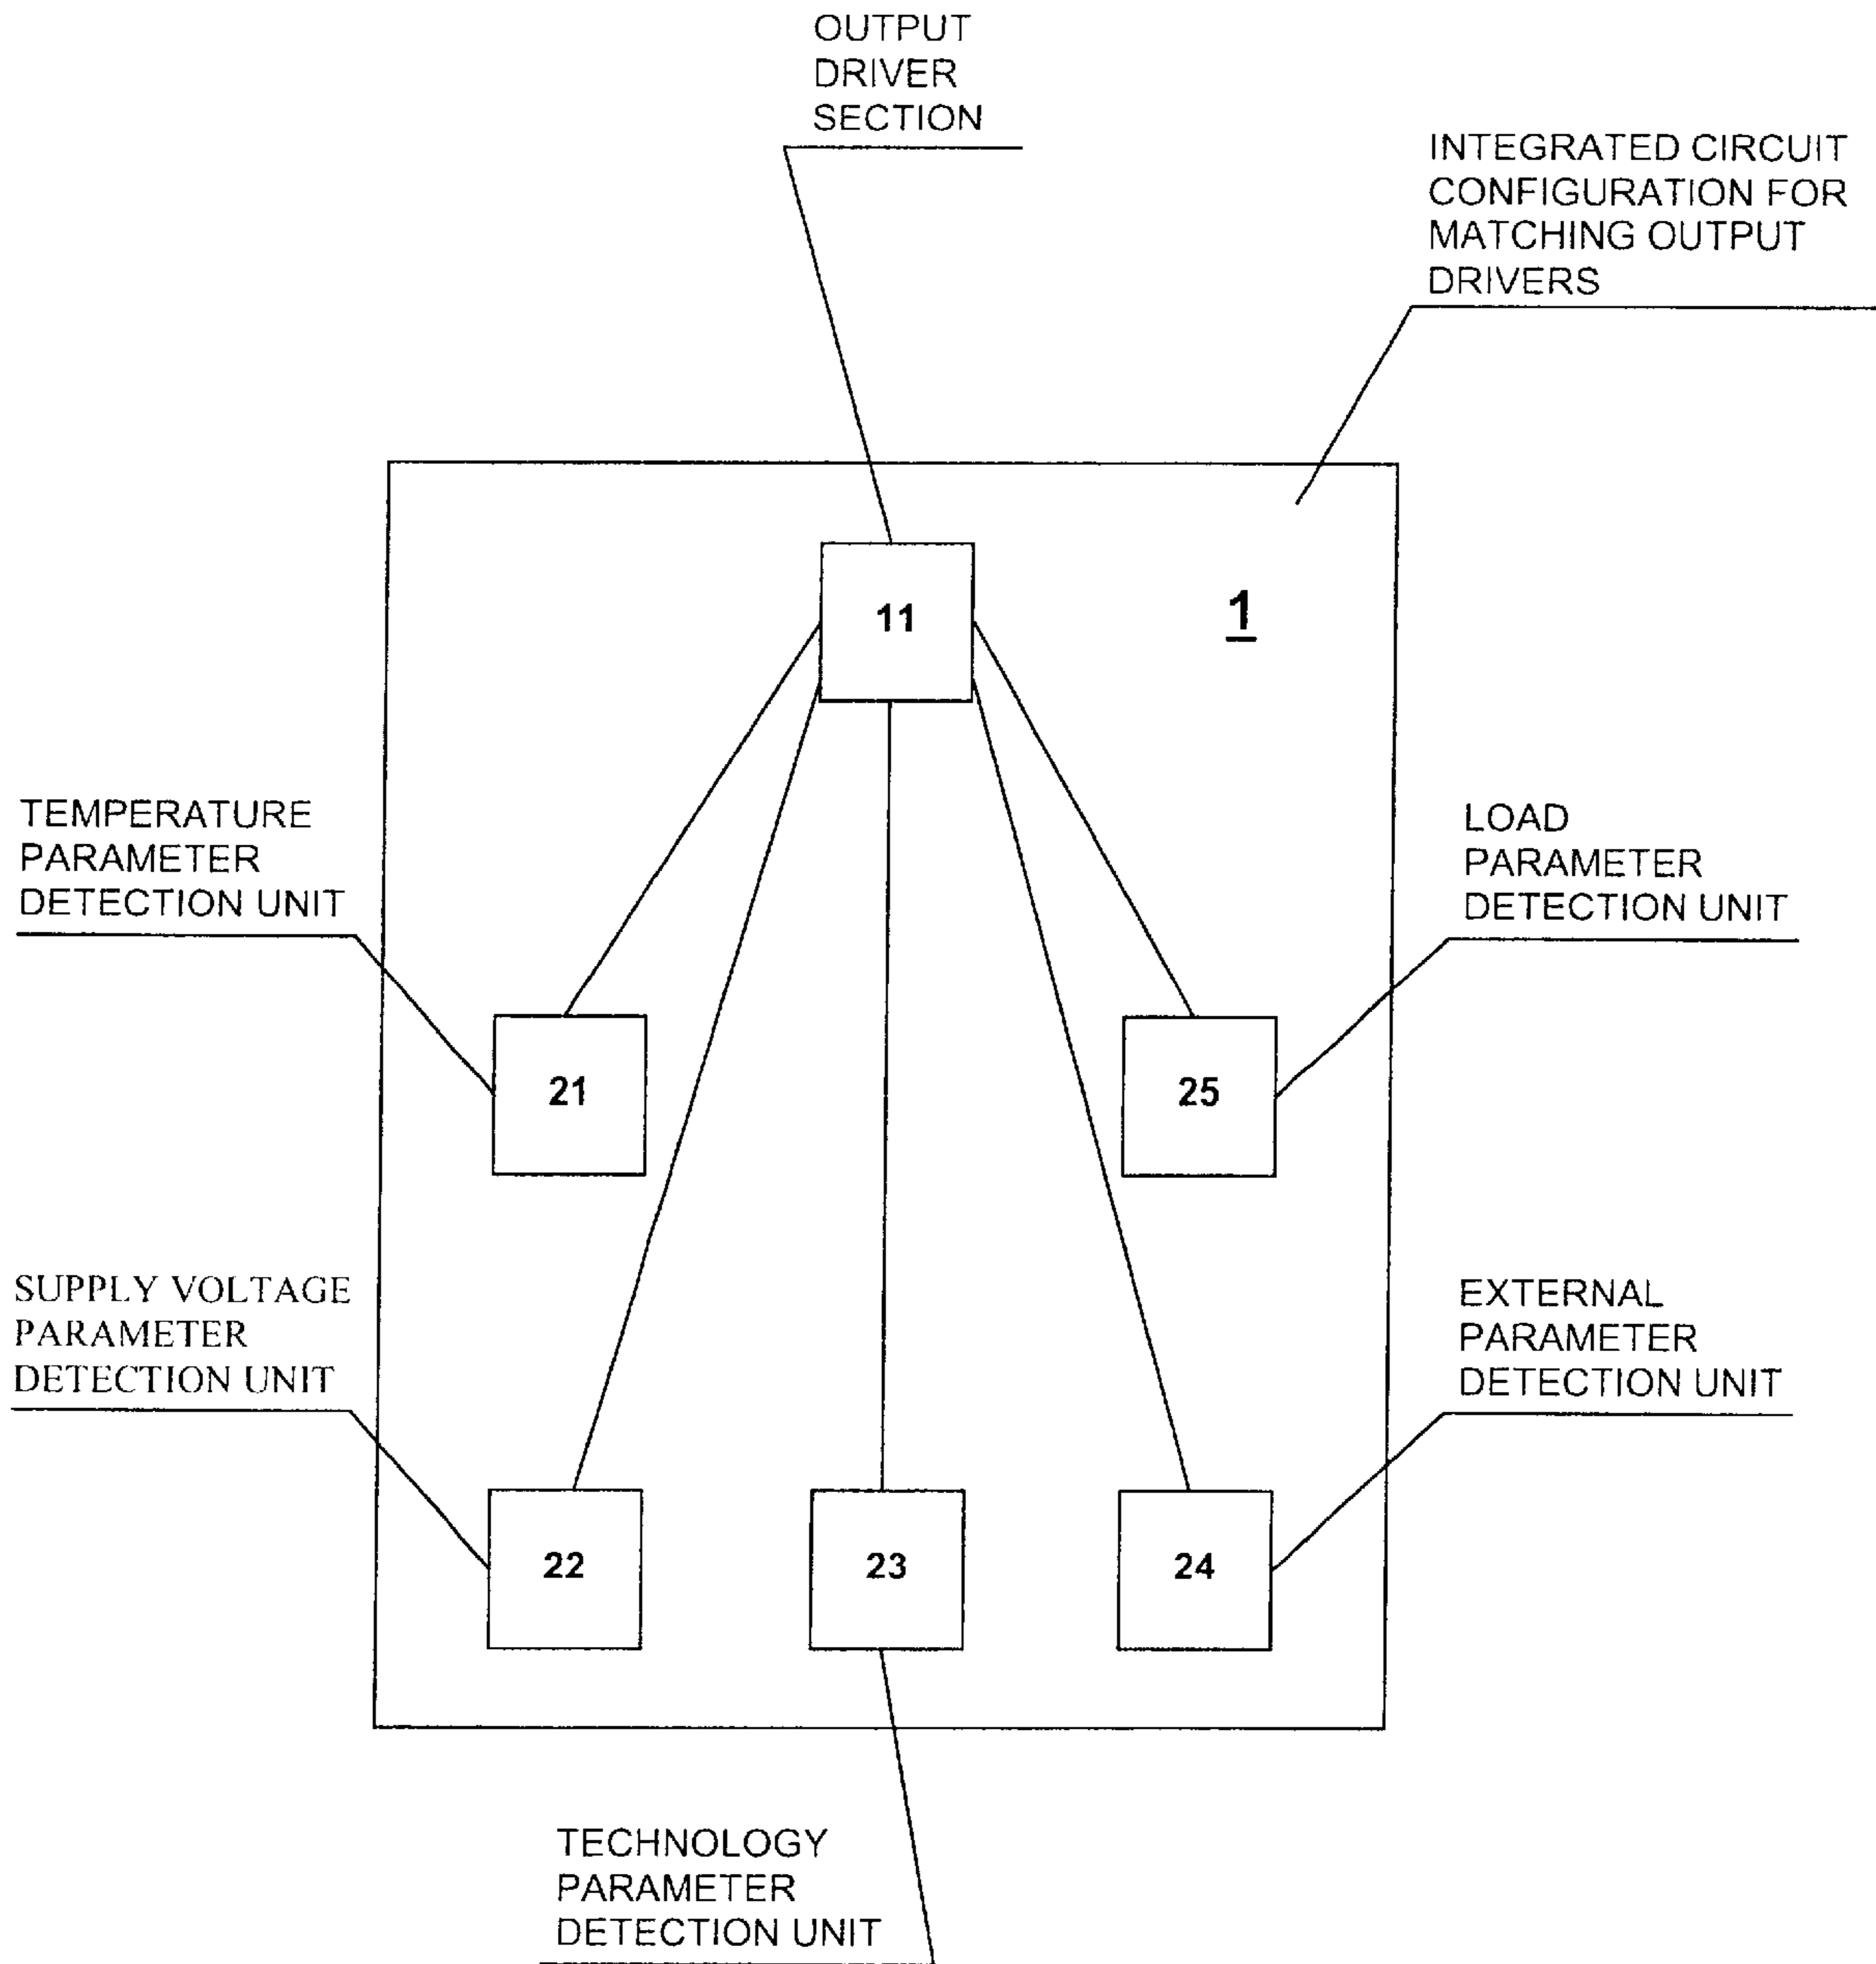 OUTPUT
DRIVER
SECTION
INTEGRATED CIRCUIT
CONFIGURATION FOR
MATCHING OUTPUT
DRIVERS
11
1
TEMPERATURE
PARAMETER
DETECTION UNIT
LOAD
PARAMETER
DETECTION UNIT
21
25
SUPPLY VOLTAGE
PARAMETER
DETECTION UNIT
EXTERNAL
PARAMETER
DETECTION UNIT
22
23
24
TECHNOLOGY
PARAMETER
DETECTION UNIT